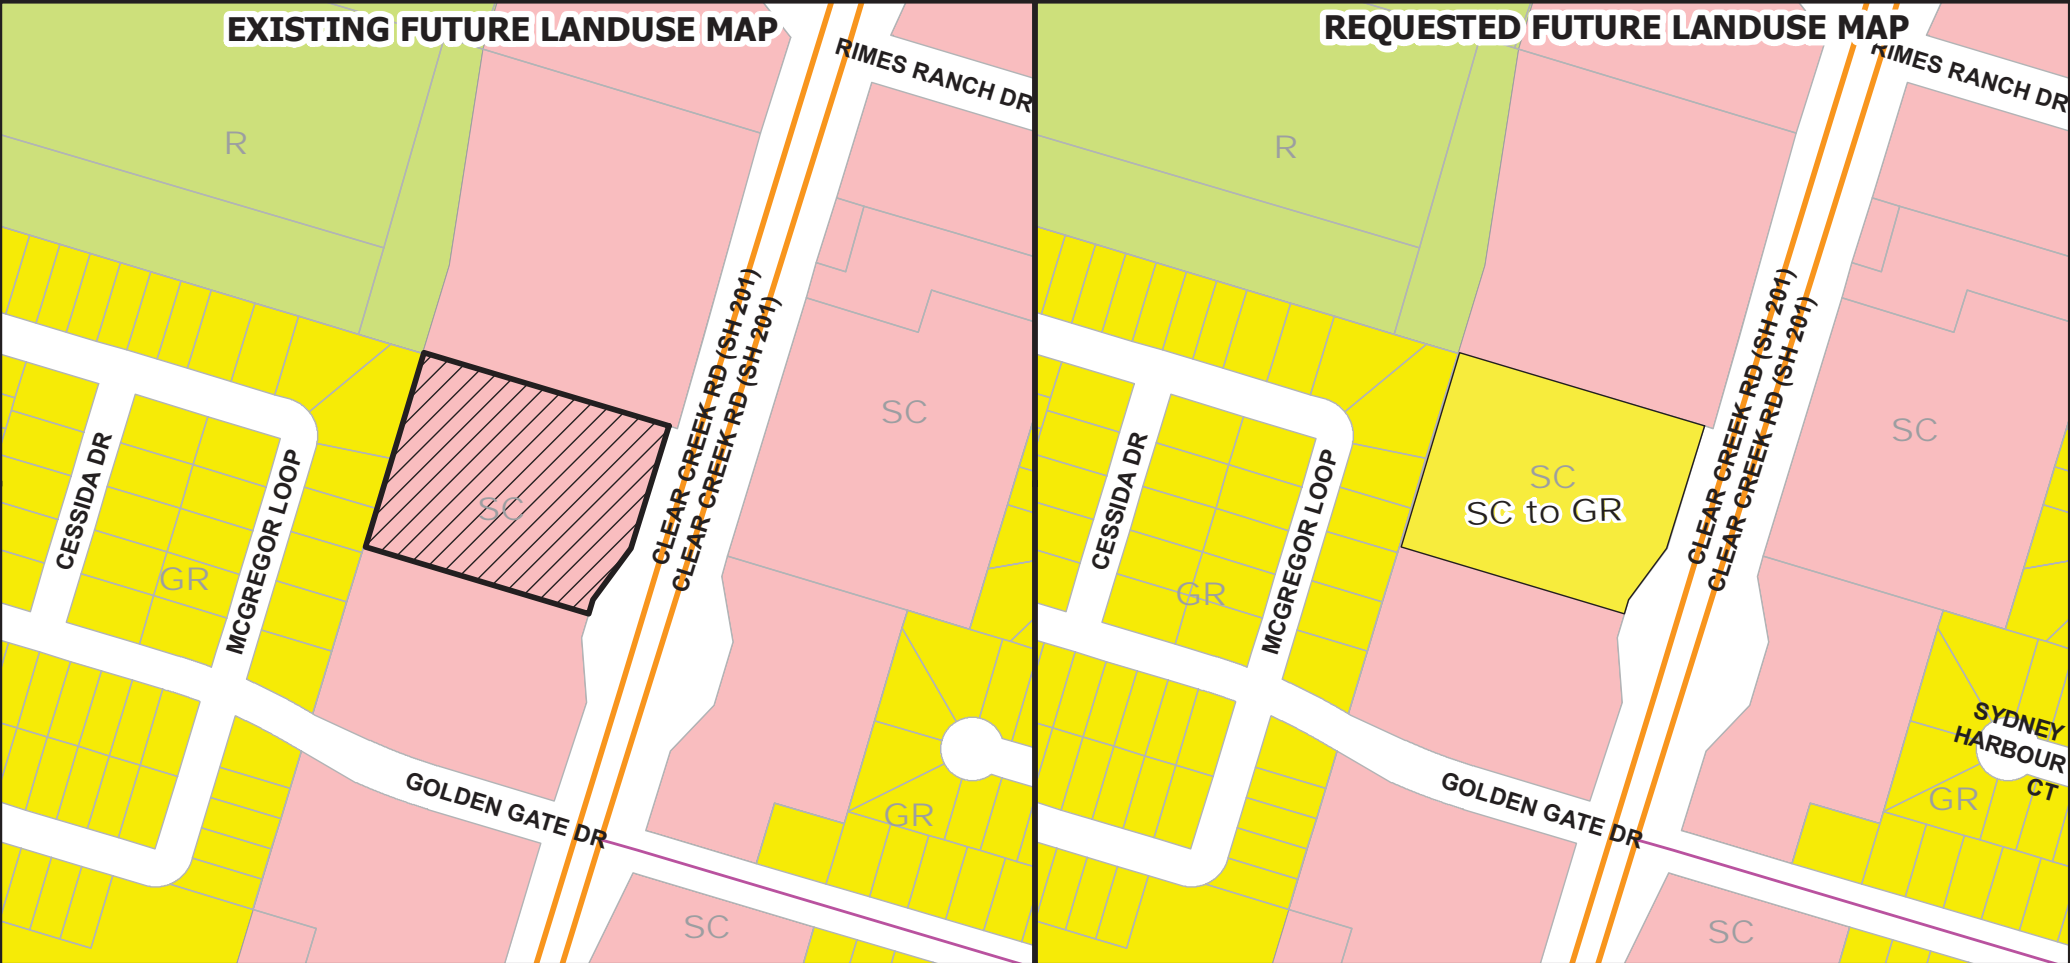 EXISTING FUTURE LANDUSE MAP
RIMES RANCH DR
R
CLEAR CREEK RD (SH 201)
CLEAR CREEK RD (SH 201)
SC
SC
CESSIDA DR
MCGREGOR LOOP
GR
GOLDEN GATE DR
GR
SC
REQUESTED FUTURE LANDUSE MAP
RIMES RANCH DR
R
CLEAR CREEK RD (SH 201)
CLEAR CREEK RD (SH 201)
SC
SC
SC to GR
CESSIDA DR
MCGREGOR LOOP
GR
SYDNEY
HARBOUR
CT
GOLDEN GATE DR
GR
SC